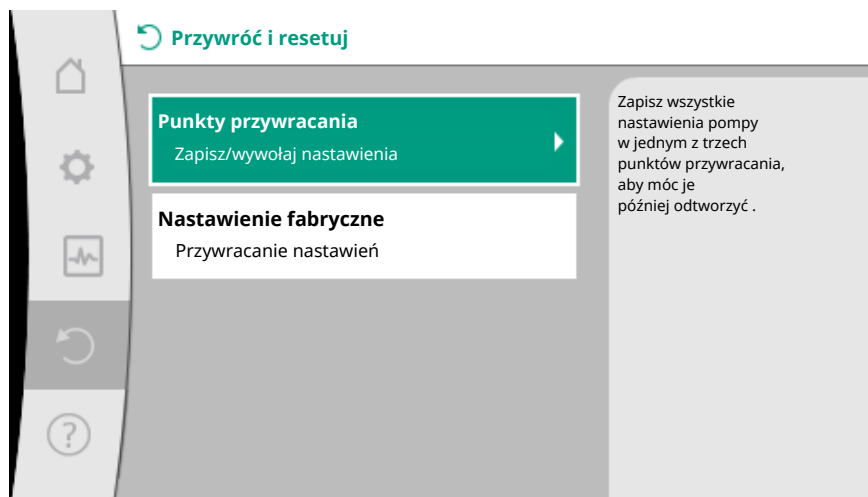 Przywróć i resetuj
Punkty przywracania
Zapisz/wywołaj nastawienia
Nastawienie fabryczne
Przywracanie nastawień
Zapisz wszystkie
nastawienia pompy
w jednym z trzech
punktów przywracania,
aby móc je
później odtworzyć .
?